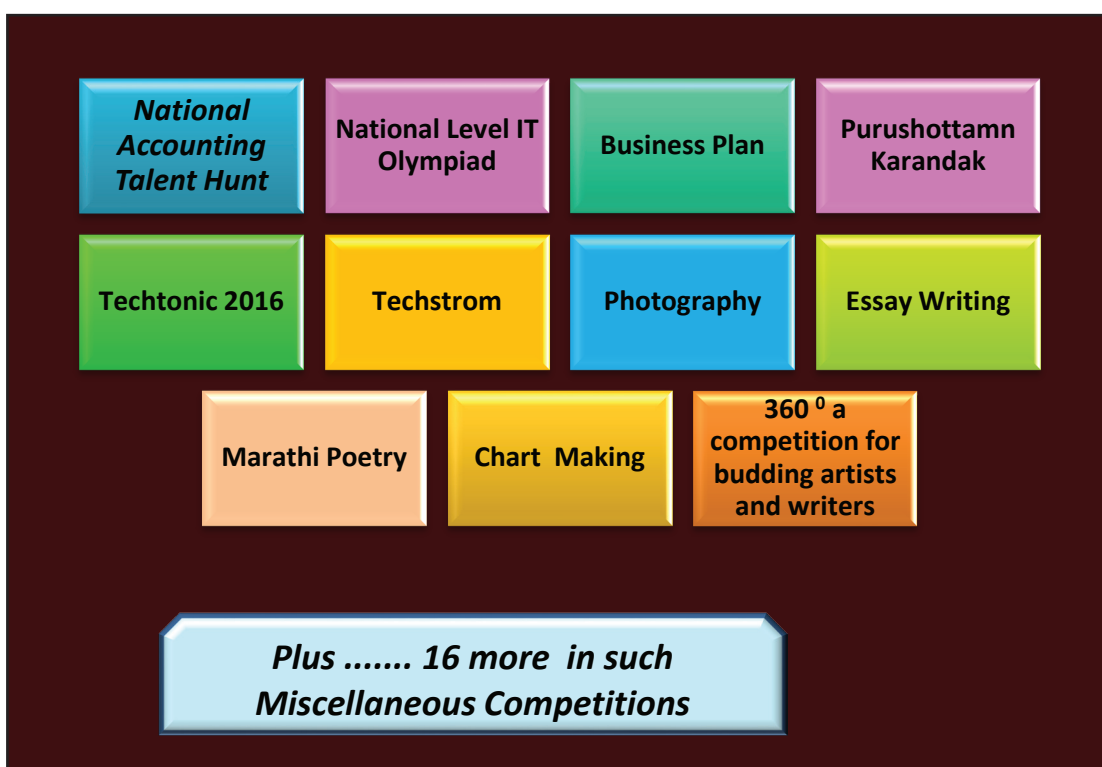 National
Accounting
Talent Hunt
National Level IT
Olympiad
Business Plan
Purushottamn
Karandak
Techtonic 2016
Techstrom
Photography
Essay Writing
Marathi Poetry
Chart  Making
360 ⁰ a
competition for
budding artists
and writers
Plus ....... 16 more  in such
Miscellaneous Competitions